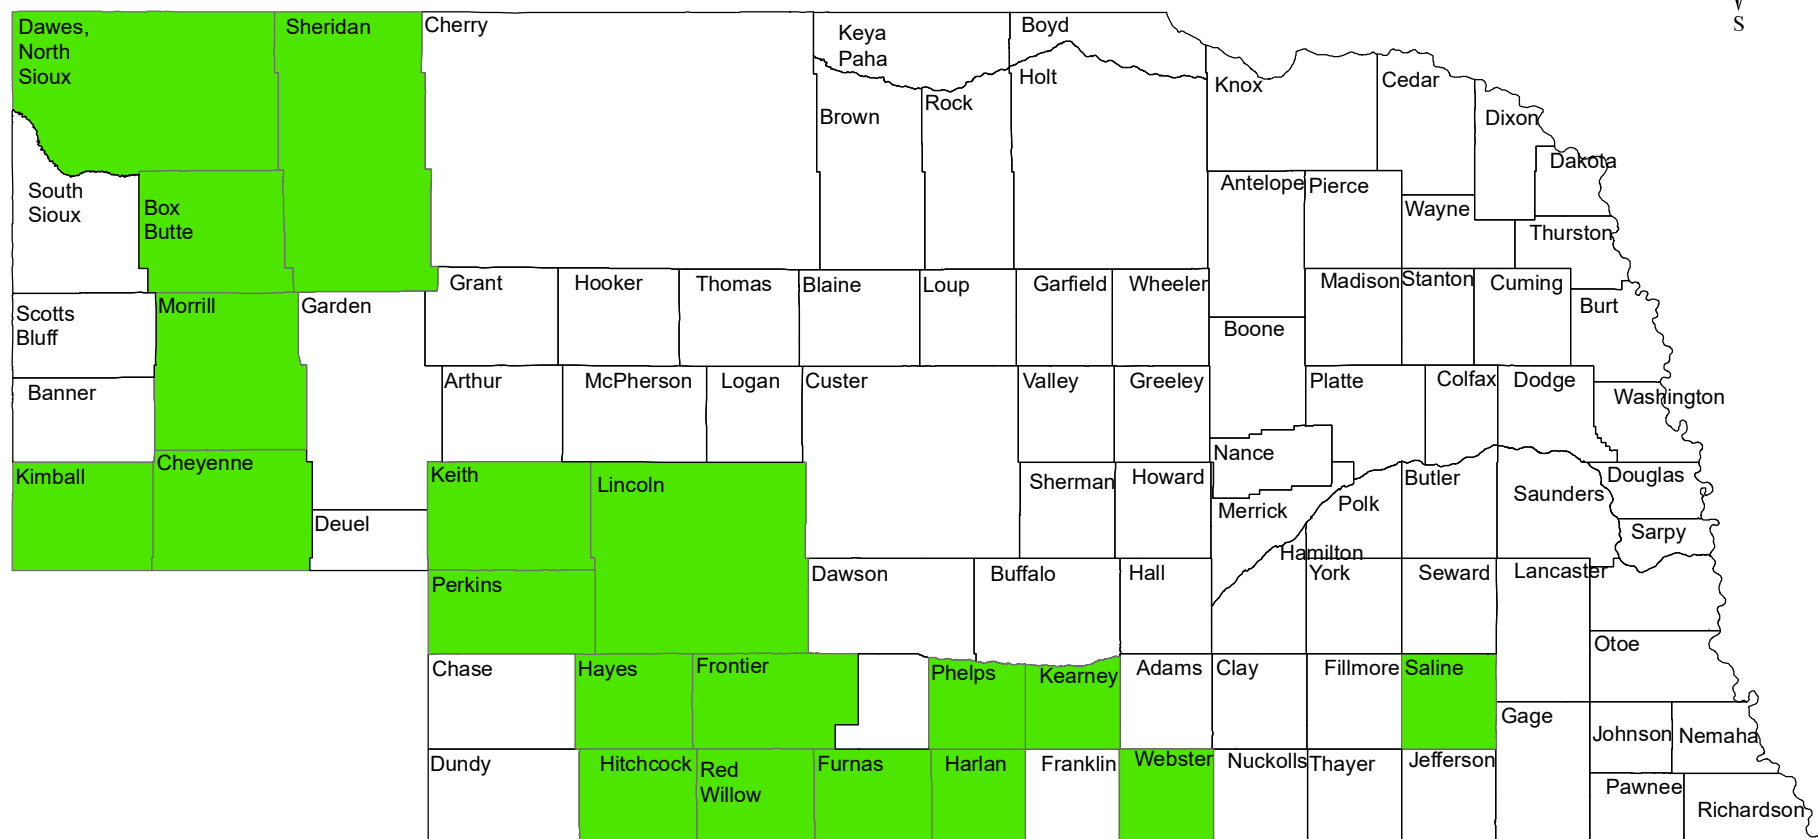 S
Dawes,
North
Sioux
Sheridan
Cherry
Keya
Paha
Boyd
Holt
Knox
Cedar
Dixon
Dakota
Brown
Rock
South
Sioux
Box
Butte
Antelope
Pierce
Wayne
Thurston
Grant
Hooker
Thomas
Blaine
Loup
Garfield
Wheeler
Madison
Stanton
Cuming
Burt
Scotts
Bluff
Morrill
Garden
Boone
Banner
Arthur
McPherson
Logan
Custer
Valley
Greeley
Platte
Colfax
Dodge
Washington
Kimball
Cheyenne
Keith
Lincoln
Sherman
Howard
Nance
Merrick
Polk
Butler
Saunders
Douglas
Sarpy
Deuel
Hamilton
Perkins
Dawson
Buffalo
Hall
York
Seward
Lancaster
Otoe
Chase
Hayes
Frontier
Phelps
Kearney
Adams
Clay
Fillmore
Saline
Gage
Johnson
Nemaha
Dundy
Hitchcock
Red
Willow
Furnas
Harlan
Franklin
Webster
Nuckolls
Thayer
Jefferson
Pawnee
Richardson